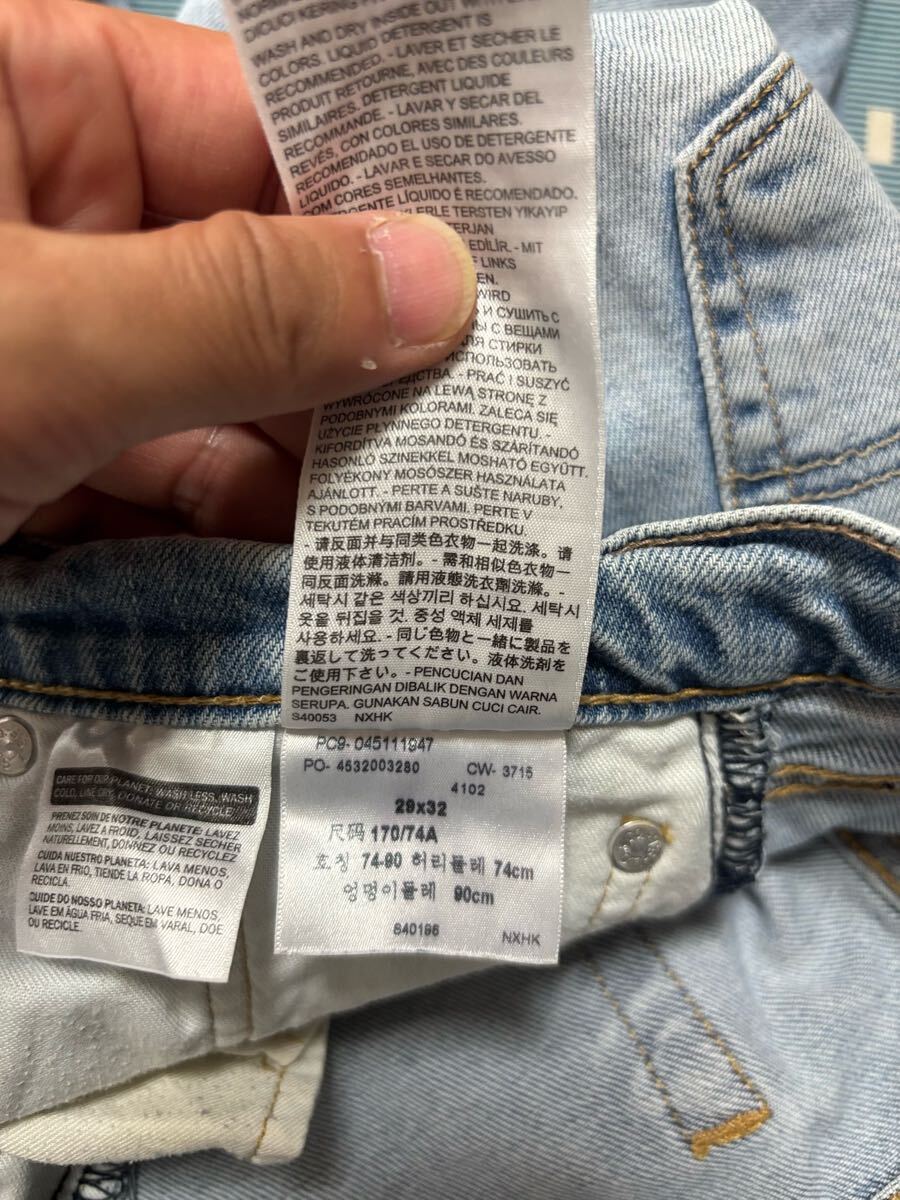 WASH AND DRY INSIDE OUT WITH
COLORS. LIQUID DETERGENT IS
RECOMMENDED. - LAVER ET SECHER LE
PRODUIT RETOURNE, AVEC DES COULEURS
SIMILAIRES. DETERGENT LIQUIDE
RECOMMANDE. - LAVAR Y SECAR DEL
REVÉS, CON COLORES SIMILARES.
RECOMENDADO EL USO DE DETERGENTE
LIQUIDO. - LAVAR E SECAR DO AVESSO
COM CORES SEMELHANTES.
LÍQUIDO É RECOMENDADO.
TERSTEN YIKAYIP
EDİLİR. - MIT
LINKS
WIRD
И СУШИТЬ С
С ВЕЩАМИ
СТИРКИ
ИСПОЛЬЗОВАТЬ
- PRAĆ I SUSZYĆ
WYWRÓCONE NA LEWĄ STRONE Z
PODOBNYMI KOLORAMI. ZALECA SIĘ
UŻYCIE PŁYNNEGO DETERGENTU. -
KIFORDÍTVA MOSANDÓ ÉS SZÁRÍTANDÓ
HASONLÓ SZINEKKEL MOSHATÓ EGYÜTT.
FOLYÉKONY MOSÓSZER HASZNÁLATA
AJÁNLOTT. - PERTE A SUŠTE NARUBY,
S PODOBNÝMI BARVAMI. PERTE V
TEKUTÉM PRACÍM PROSTŘEDKU.
- 请反面并与同类色衣物一起洗涤。请
使用液体清洁剂。- 需和相似色衣物一
同反面洗滌。請用液態洗衣劑洗滌。-
세탁시 같은 색상끼리 하십시요. 세탁시
옷을 뒤집을 것. 중성 액체 세제를
사용하세요. - 同じ色物と一緒に製品を
裏返して洗ってください。液体洗剤を
ご使用下さい。- PENCUCIAN DAN
PENGERINGAN DIBALIK DENGAN WARNA
SERUPA. GUNAKAN SABUN CUCI CAIR.
S40053 NXHK
PC9- 045111947
PO- 4532003280 CW- 3715
4102
29x32
尺码 170/74A
호칭 74-90 허리둘레 74cm
엉덩이둘레 90cm
840196 NXHK
CARE FOR OUR PLANET: WASH LESS, WASH
COLD, LINE DRY, DONATE OR RECYCLE
PRENEZ SOIN DE NOTRE PLANETE: LAVEZ
MOINS, LAVEZ A FROID, LAISSEZ SECHER
NATURELLEMENT, DONNEZ OU RECYCLEZ
CUIDA NUESTRO PLANETA: LAVA MENOS,
LAVA EN FRIO, TIENDE LA ROPA, DONA O
RECICLA.
CUIDE DO NOSSO PLANETA: LAVE MENOS,
LAVE EM ÁGUA FRIA, SEQUE EM VARAL, DOE
OU RECICLE.